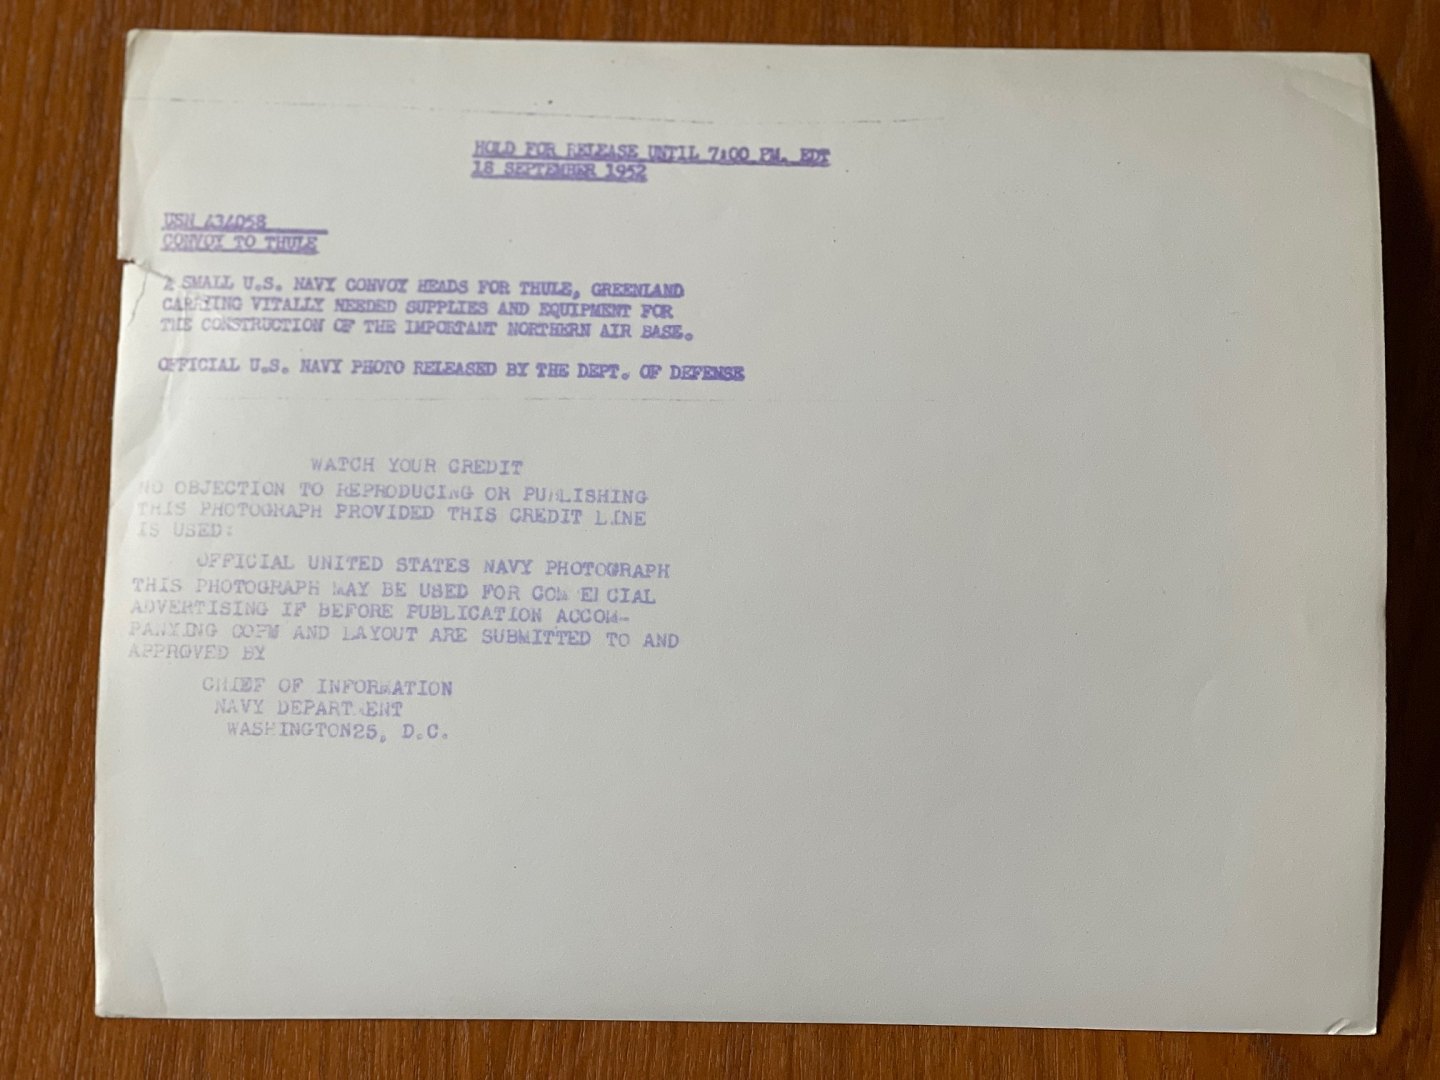 HOLD FOR RELEASE UNTIL 7:00 PM. EDT
18 SEPTEMBER 1952
USN 434058
CONVOY TO THULE
SMALL U.S. NAVY CONVOY HEADS FOR THULE, GREENLAND
CARRYING VITALLY NEEDED SUPPLIES AND EQUIPMENT FOR
THE CONSTRUCTION OF THE IMPORTANT NORTHERN AIR BASE.
OFFICIAL U.S. NAVY PHOTO RELEASED BY THE DEPT. OF DEFENSE
WATCH YOUR CREDIT
NO OBJECTION TO REPRODUCING OR PUBLISHING
THIS PHOTOGRAPH PROVIDED THIS CREDIT LINE
IS USED:
OFFICIAL UNITED STATES NAVY PHOTOGRAPH
THIS PHOTOGRAPH MAY BE USED FOR COMMERCIAL
ADVERTISING IF BEFORE PUBLICATION ACCOM-
PANYING COPY AND LAYOUT ARE SUBMITTED TO AND
APPROVED BY
CHIEF OF INFORMATION
NAVY DEPARTMENT
WASHINGTON25, D.C.